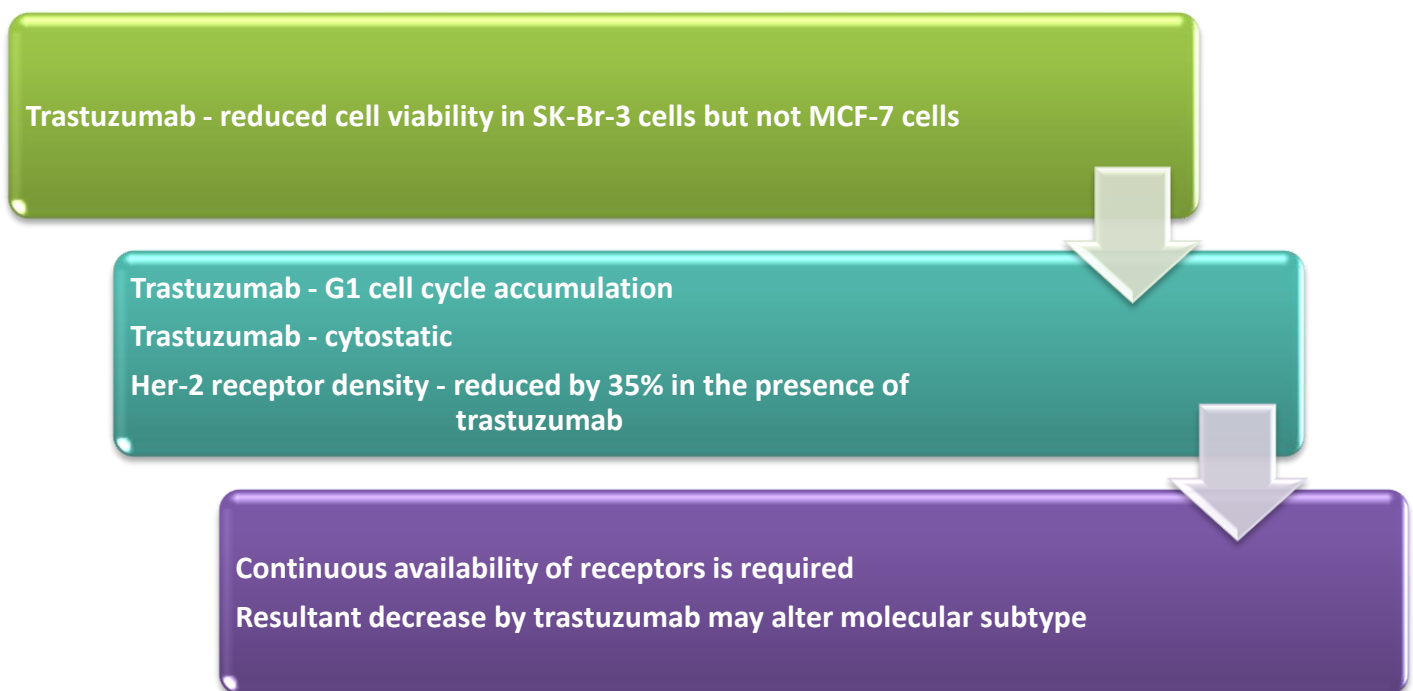 Trastuzumab - reduced cell viability in SK-Br-3 cells but not MCF-7 cells
Trastuzumab - G1 cell cycle accumulation
Trastuzumab - cytostatic
Her-2 receptor density - reduced by 35% in the presence of
trastuzumab
Continuous availability of receptors is required
Resultant decrease by trastuzumab may alter molecular subtype